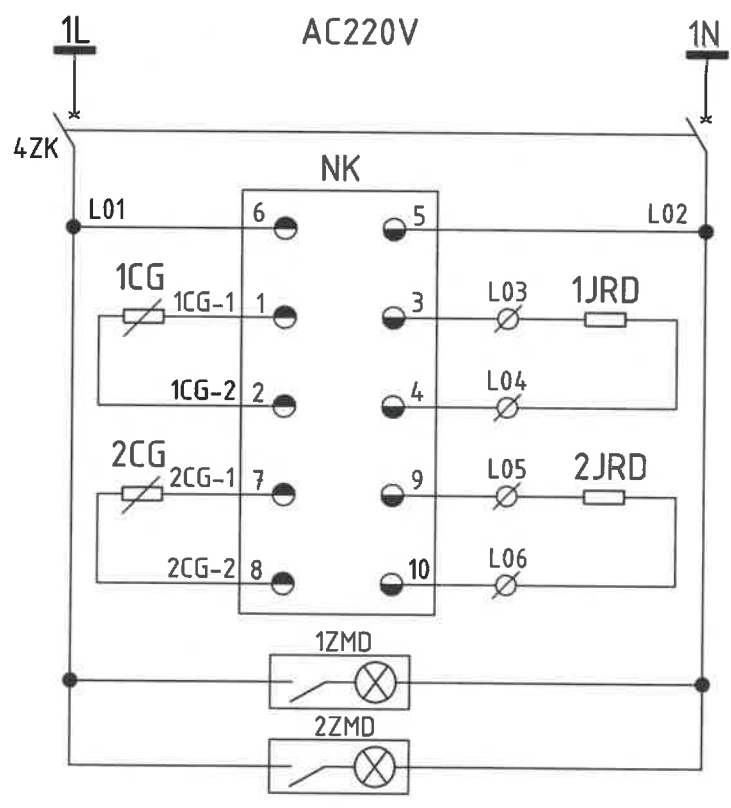 1L AC220V 1N
4ZK
NK
L01 6 5 L02
1CG 1CG-1 1 3 L03 1JRD
1CG-2 2 4 L04
2CG 2CG-1 7 9 L05 2JRD
2CG-2 8 10 L06
1ZMD
2ZMD